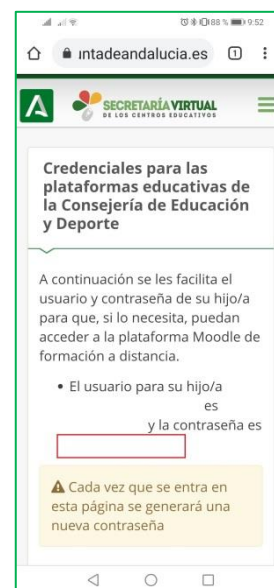 88 % 9:52
intadeandalucia.es 1
A SECRETARÍA VIRTUAL
DE LOS CENTROS EDUCATIVOS
Credenciales para las
plataformas educativas de
la Consejería de Educación
y Deporte
A continuación se les facilita el
usuario y contraseña de su hijo/a
para que, si lo necesita, puedan
acceder a la plataforma Moodle de
formación a distancia.
• El usuario para su hijo/a
es
y la contraseña es
Cada vez que se entra en
esta página se generará una
nueva contraseña